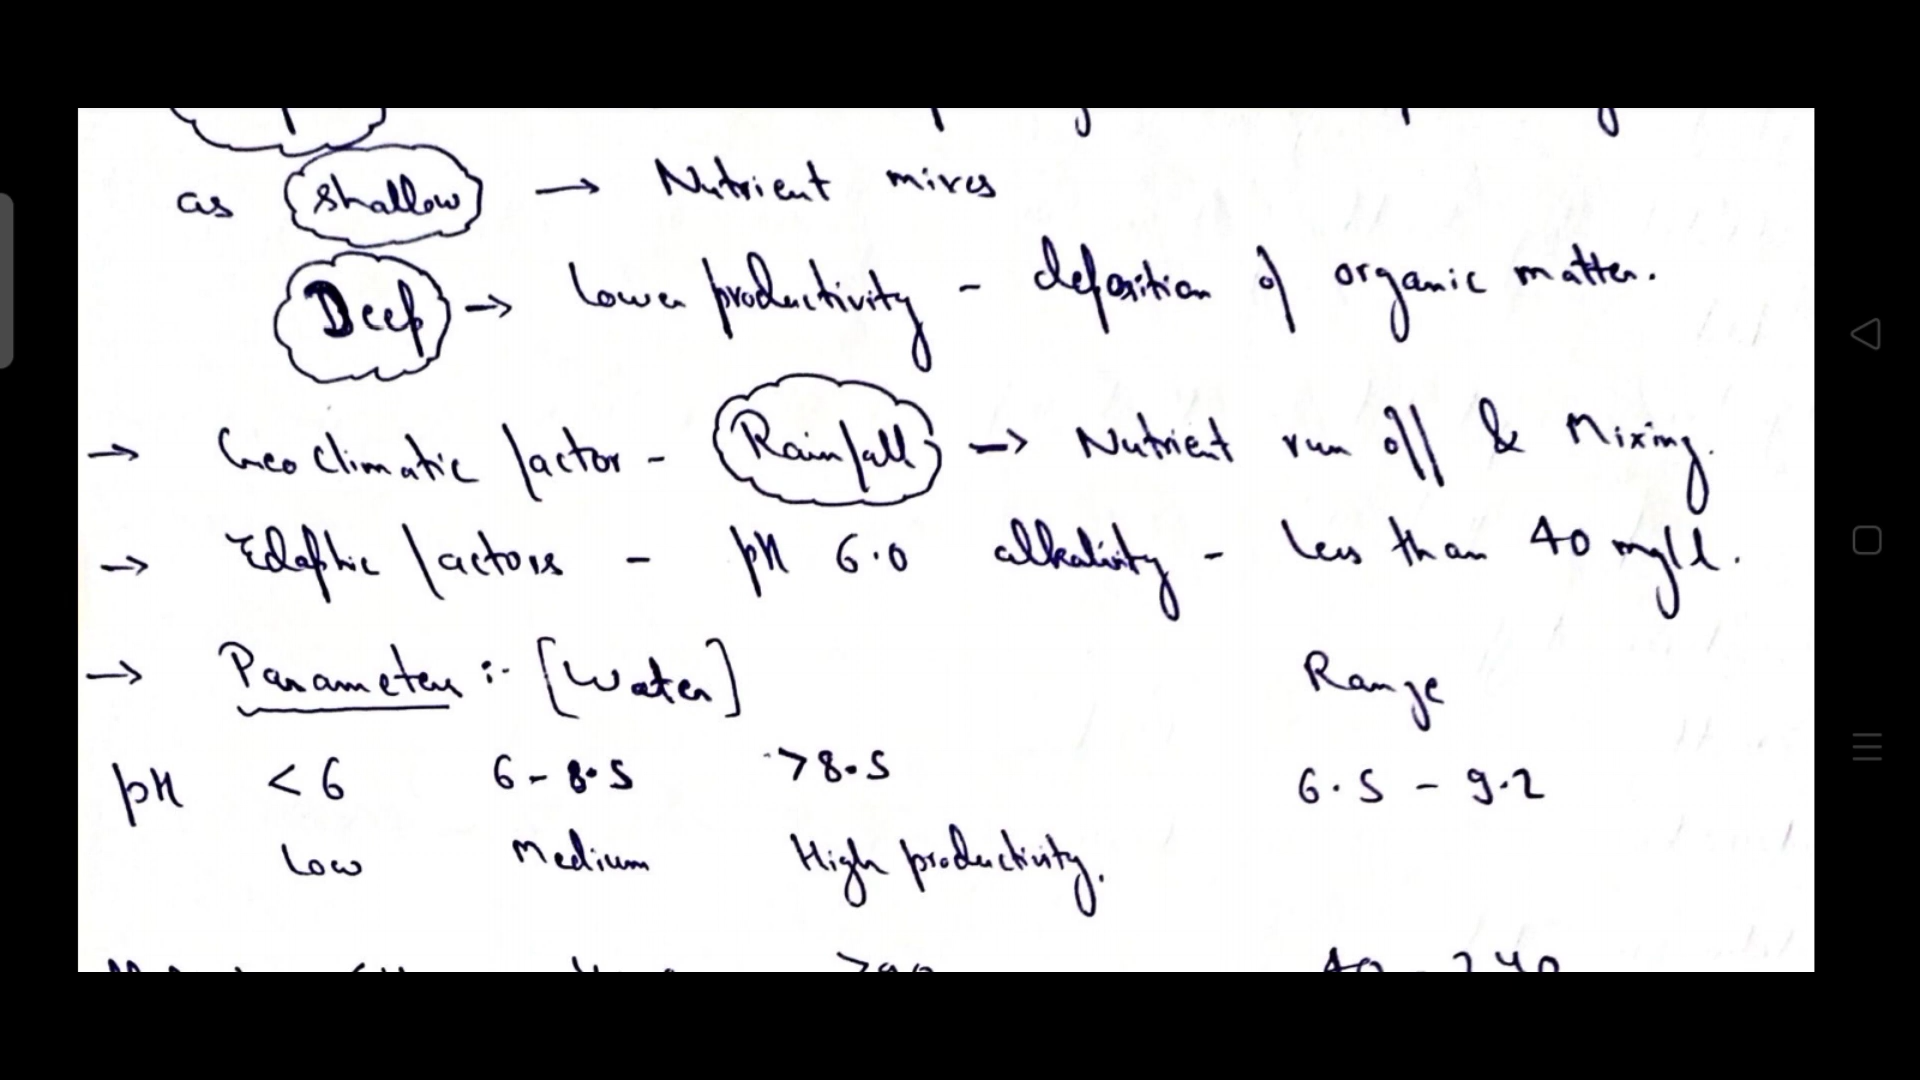 as shallow → Nutrient mixes
Deep → Lower productivity - deposition of organic matter.
→ Geo climatic factor - Rainfall → Nutrient run off & Mixing.
→ Edaphic factors - pH 6.0 alkalinity - less than 40 mg/l.
→ Parameters :- [Water] Range
pH < 6 6 - 8.5 >8.5 6.5 - 9.2
Low Medium High productivity.